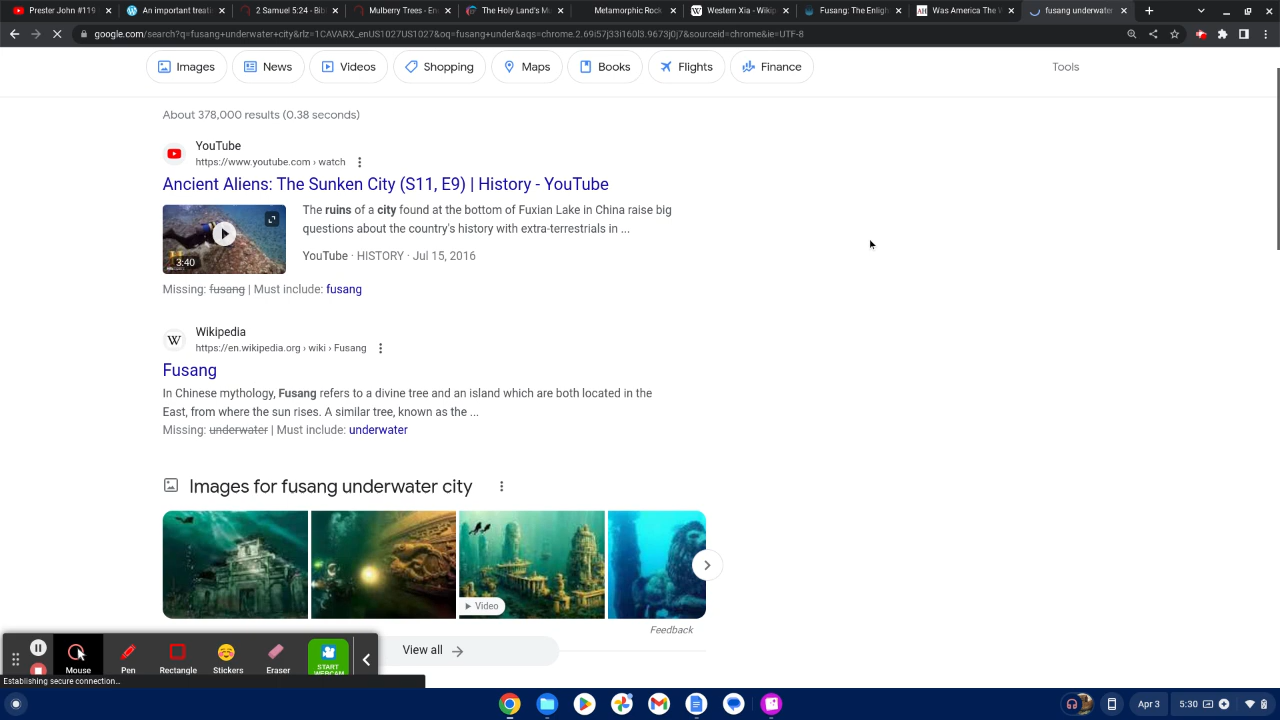 Prester John #119
An important treati
2 Samuel 5:24 - Bib
Mulberry Trees - En
The Holy Land's Mu
Metamorphic Rock
Western Xia - Wikip
Fusang: The Enligh
AH Was America The W
fusang underwater
google.com/search?q=fusang+underwater+city&rlz=1CAVARX_enUS1027US1027&oq=fusang+under&aqs=chrome.2.69i57j33i160l3.9673j0j7&sourceid=chrome&ie=UTF-8
Images News Videos Shopping Maps Books Flights Finance Tools
About 378,000 results (0.38 seconds)
YouTube
https://www.youtube.com › watch
Ancient Aliens: The Sunken City (S11, E9) | History - YouTube
The ruins of a city found at the bottom of Fuxian Lake in China raise big
questions about the country's history with extra-terrestrials in ...
3:40
YouTube · HISTORY · Jul 15, 2016
Missing: fusang | Must include: fusang
W
Wikipedia
https://en.wikipedia.org › wiki › Fusang
Fusang
In Chinese mythology, Fusang refers to a divine tree and an island which are both located in the
East, from where the sun rises. A similar tree, known as the ...
Missing: underwater | Must include: underwater
Images for fusang underwater city
Video
Feedback
View all
Mouse Pen Rectangle Stickers Eraser START WEBCAM
Establishing secure connection...
Apr 3 5:30